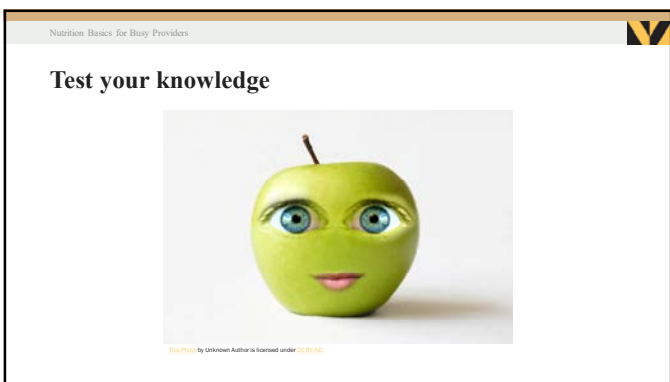 Nutrition Basics for Busy Providers
Test your knowledge
This Photo by Unknown Author is licensed under CC BY-ND